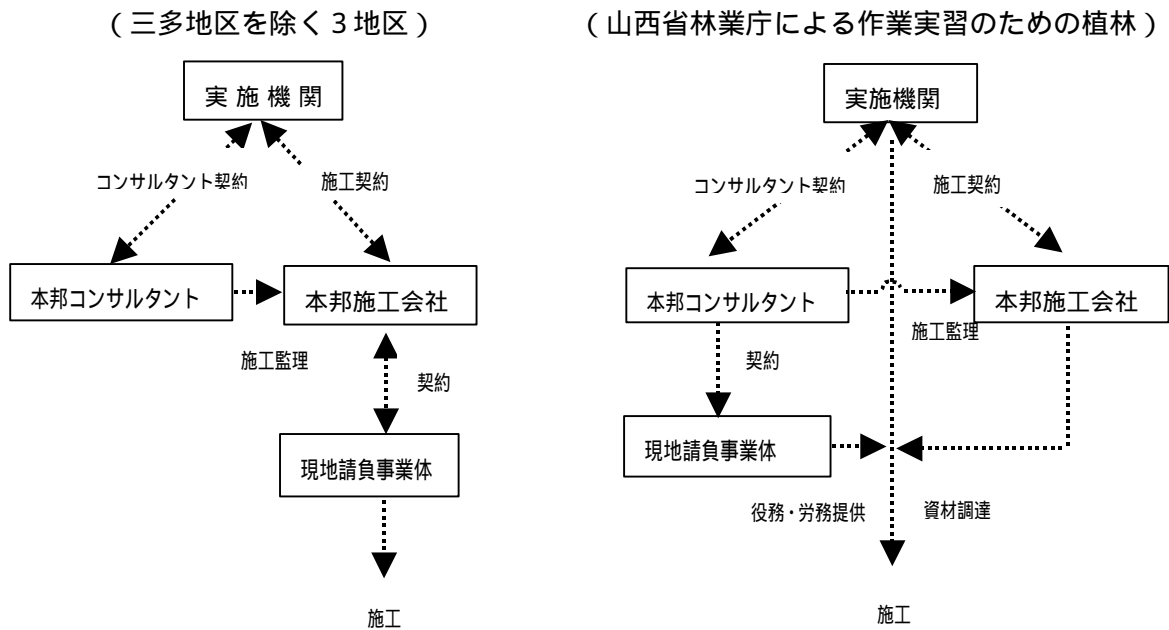 (三多地区を除く3地区)
実 施 機 関
コンサルタント契約
施工契約
本邦コンサルタント
本邦施工会社
施工監理
契約
現地請負事業体
施工
(山西省林業庁による作業実習のための植林)
実施機関
コンサルタント契約
施工契約
本邦コンサルタント
本邦施工会社
施工監理
契約
現地請負事業体
役務・労務提供
資材調達
施工